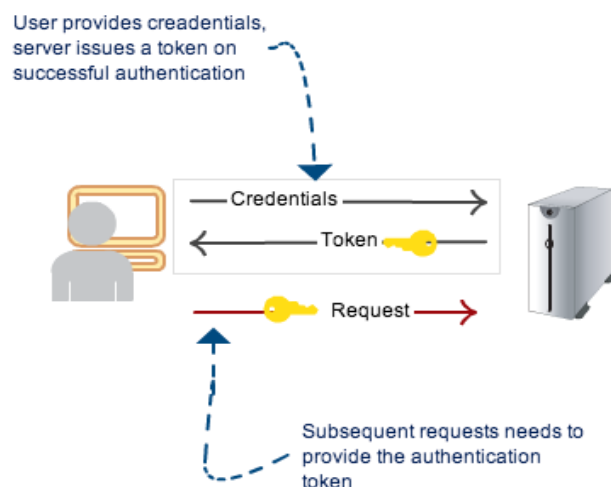 User provides creadentials,
server issues a token on
successful authentication
Credentials
Token
Request
Subsequent requests needs to
provide the authentication
token